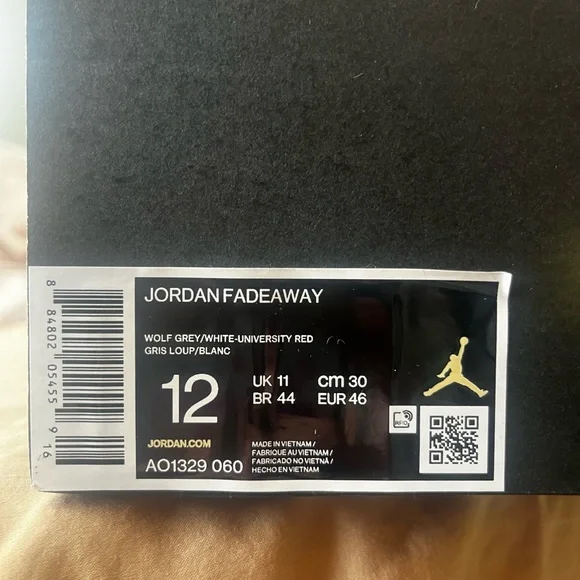 JORDAN FADEAWAY
WOLF GREY/WHITE-UNIVERSITY RED
GRIS LOUP/BLANC
12
UK 11 cm 30
BR 44 EUR 46
JORDAN.COM
AO1329 060
MADE IN VIETNAM/
FABRIQUE AU VIETNAM/
FABRICADO NO VIETNÃ/
HECHO EN VIETNAM
RFID
8 84802 05455 9 16